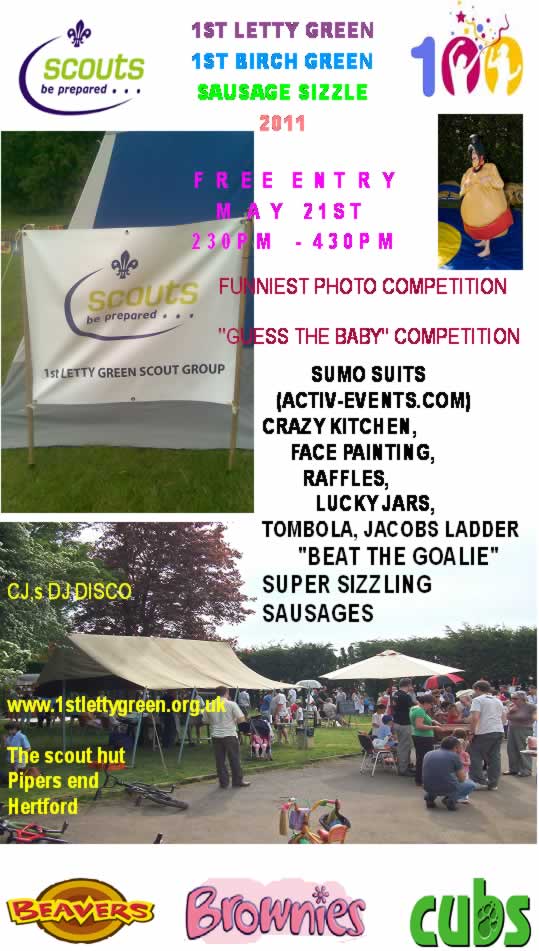 scouts
be prepared . . .
1ST LETTY GREEN
1ST BIRCH GREEN
SAUSAGE SIZZLE
2011
100
FREE ENTRY
MAY 21ST
230PM - 430PM
scouts
be prepared . . .
1st LETTY GREEN SCOUT GROUP
FUNNIEST PHOTO COMPETITION
"GUESS THE BABY" COMPETITION
SUMO SUITS
(ACTIV-EVENTS.COM)
CRAZY KITCHEN,
FACE PAINTING,
RAFFLES,
LUCKY JARS,
TOMBOLA, JACOBS LADDER
"BEAT THE GOALIE"
SUPER SIZZLING
SAUSAGES
CJ,s DJ DISCO
www.1stlettygreen.org.uk
The scout hut
Pipers end
Hertford
BEAVERS
Brownies
cubs